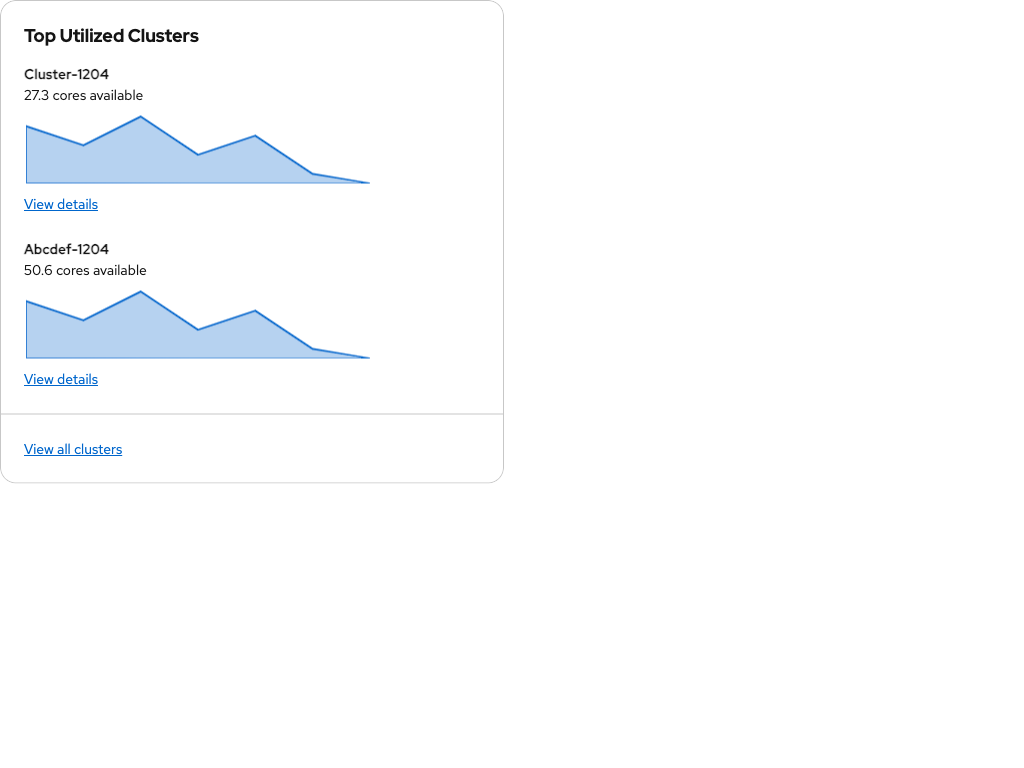 Top Utilized Clusters
Cluster-1204
27.3 cores available
View details
Abcdef-1204
50.6 cores available
View details
View all clusters